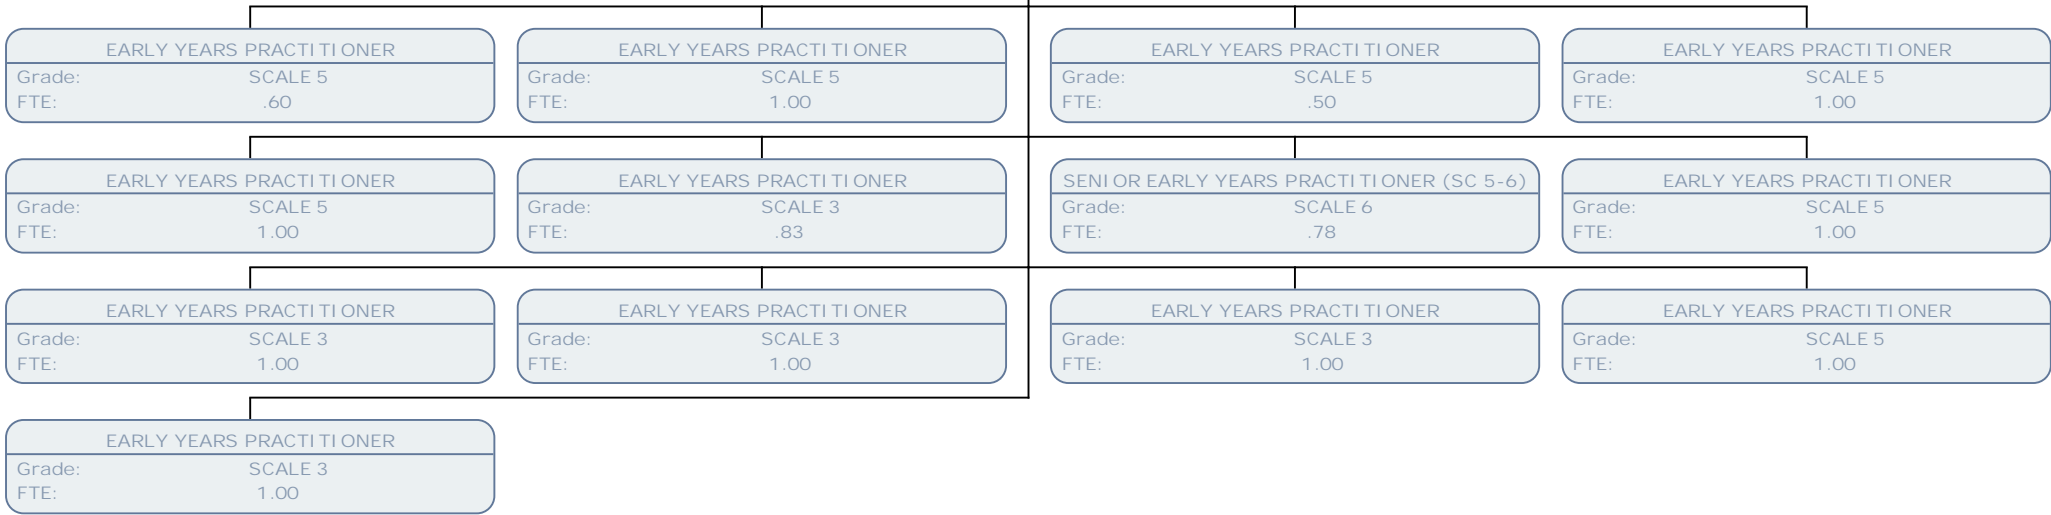 EARLY YEARS PRACTITIONER
Grade: SCALE 5
FTE: .60
EARLY YEARS PRACTITIONER
Grade: SCALE 5
FTE: 1.00
EARLY YEARS PRACTITIONER
Grade: SCALE 5
FTE: .50
EARLY YEARS PRACTITIONER
Grade: SCALE 5
FTE: 1.00
EARLY YEARS PRACTITIONER
Grade: SCALE 5
FTE: 1.00
EARLY YEARS PRACTITIONER
Grade: SCALE 3
FTE: .83
SENIOR EARLY YEARS PRACTITIONER (SC 5-6)
Grade: SCALE 6
FTE: .78
EARLY YEARS PRACTITIONER
Grade: SCALE 5
FTE: 1.00
EARLY YEARS PRACTITIONER
Grade: SCALE 3
FTE: 1.00
EARLY YEARS PRACTITIONER
Grade: SCALE 3
FTE: 1.00
EARLY YEARS PRACTITIONER
Grade: SCALE 3
FTE: 1.00
EARLY YEARS PRACTITIONER
Grade: SCALE 5
FTE: 1.00
EARLY YEARS PRACTITIONER
Grade: SCALE 3
FTE: 1.00